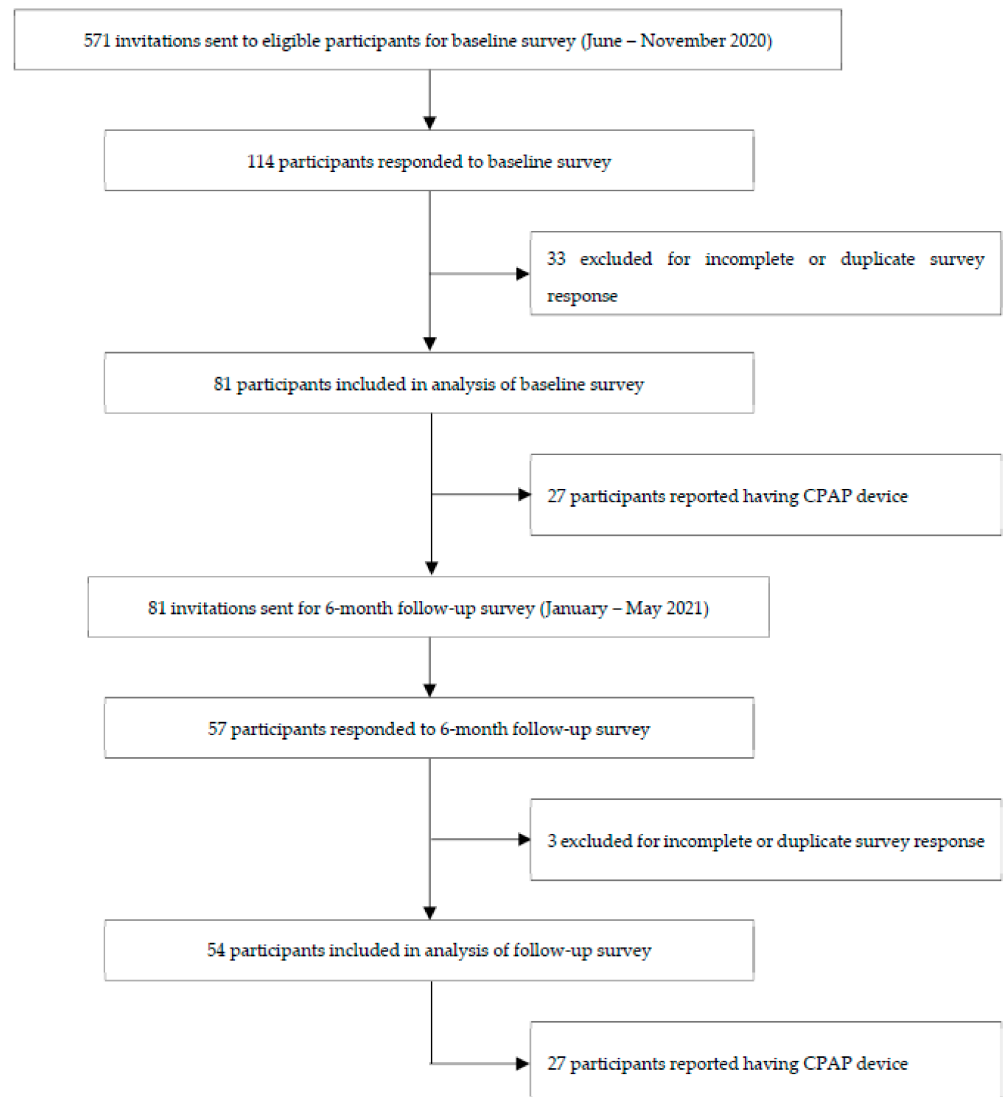 571 invitations sent to eligible participants for baseline survey (June – November 2020)
114 participants responded to baseline survey
33 excluded for incomplete or duplicate survey
response
81 participants included in analysis of baseline survey
27 participants reported having CPAP device
81 invitations sent for 6-month follow-up survey (January – May 2021)
57 participants responded to 6-month follow-up survey
3 excluded for incomplete or duplicate survey response
54 participants included in analysis of follow-up survey
27 participants reported having CPAP device